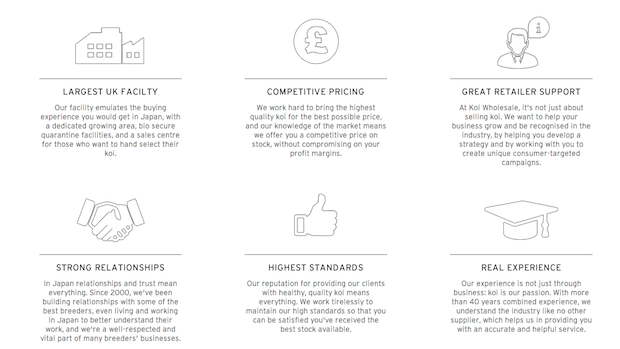 £
i
LARGEST UK FACILTY
Our facility emulates the buying
experience you would get in Japan, with
a dedicated growing area, bio secure
quarantine facilities, and a sales centre
for those who want to hand select their
koi.
COMPETITIVE PRICING
We work hard to bring the highest
quality koi for the best possible price,
and our knowledge of the market means
we offer you a competitive price on
stock, without compromising on your
profit margins.
GREAT RETAILER SUPPORT
At Koi Wholesale, it's not just about
selling koi. We want to help your
business grow and be recognised in the
industry, by helping you develop a
strategy and by working with you to
create unique consumer-targeted
campaigns.
STRONG RELATIONSHIPS
In Japan relationships and trust mean
everything. Since 2000, we've been
building relationships with some of the
best breeders, even living and working
in Japan to better understand their
work, and we're a well-respected and
vital part of many breeders' businesses.
HIGHEST STANDARDS
Our reputation for providing our clients
with healthy, quality koi means
everything. We work tirelessly to
maintain our high standards so that you
can be satisfied you've received the
best stock available.
REAL EXPERIENCE
Our experience is not just through
business: koi is our passion. With more
than 40 years combined experience, we
understand the industry like no other
supplier, which helps us in providing you
with an accurate and helpful service.